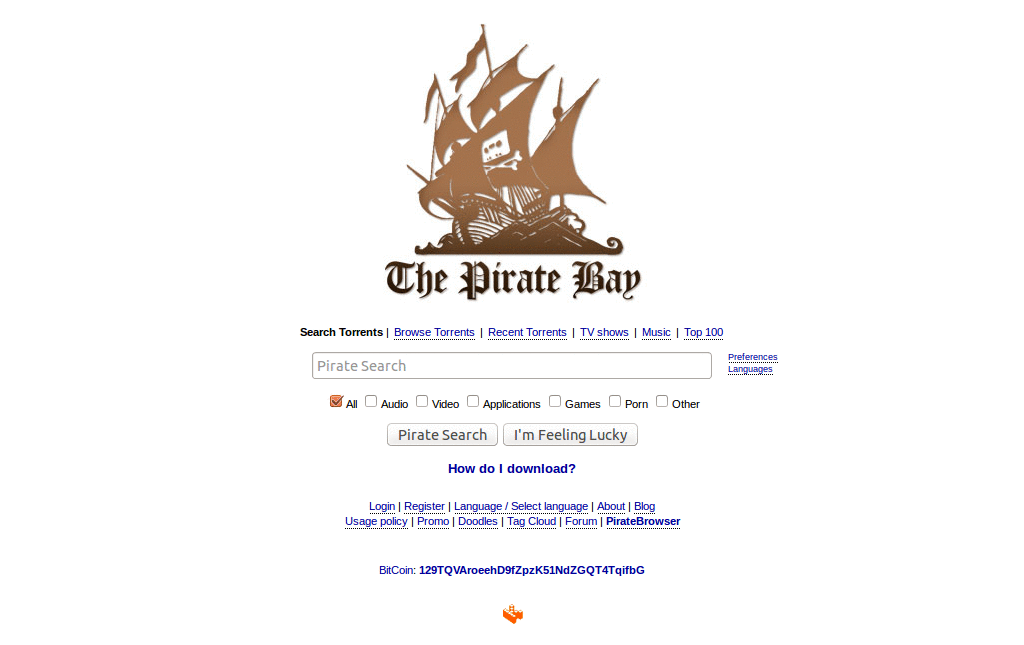 The Pirate Bay
Search Torrents | Browse Torrents | Recent Torrents | TV shows | Music | Top 100
Pirate Search
Preferences
Languages
All Audio Video Applications Games Porn Other
Pirate Search I'm Feeling Lucky
How do I download?
Login | Register | Language / Select language | About | Blog
Usage policy | Promo | Doodles | Tag Cloud | Forum | PirateBrowser
BitCoin: 129TQVAroeehD9fZpzK51NdZGQT4TqifbG